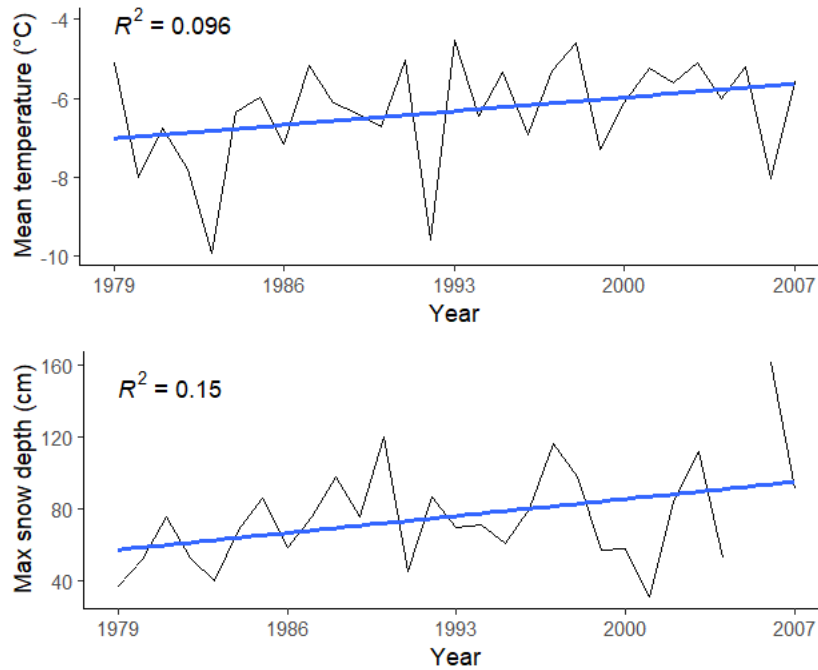 R² = 0.096
Mean temperature (°C)
-4
-6
-8
-10
1979 1986 1993 2000 2007
Year
R² = 0.15
Max snow depth (cm)
160
120
80
40
1979 1986 1993 2000 2007
Year